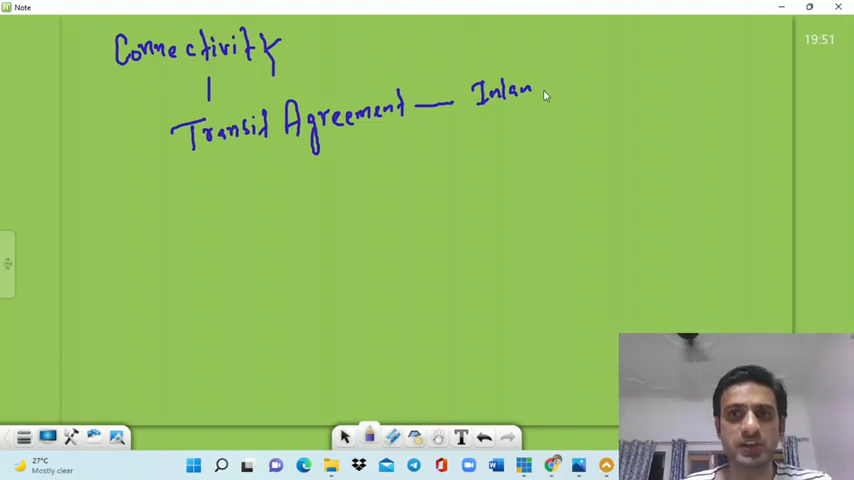 Note
19:51
Connectivity
Transit Agreement — Inlan
27°C
Mostly clear